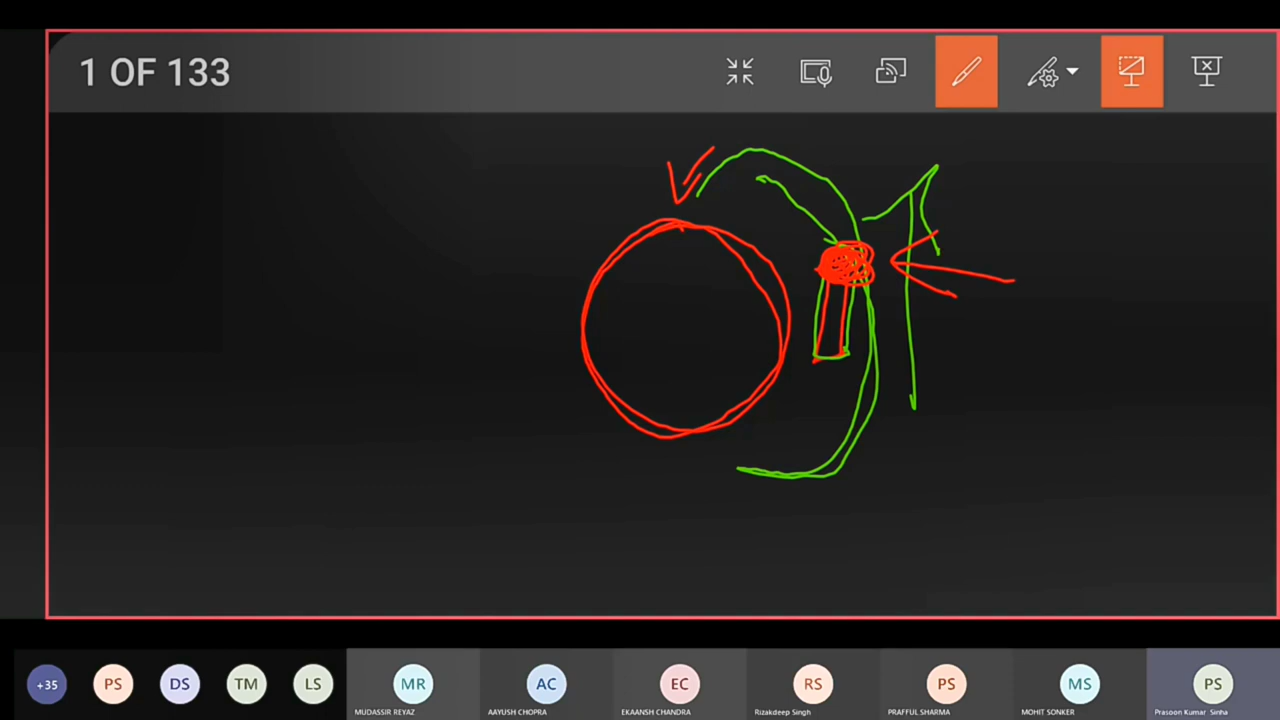 1 OF 133
+35 PS DS TM LS MR AC EC RS PS MS PS
MUDASSIR REYAZ AAYUSH CHOPRA EKAANSH CHANDRA Rizakdeep Singh PRAFFUL SHARMA MOHIT SONKER Prasoon Kumar Sinha